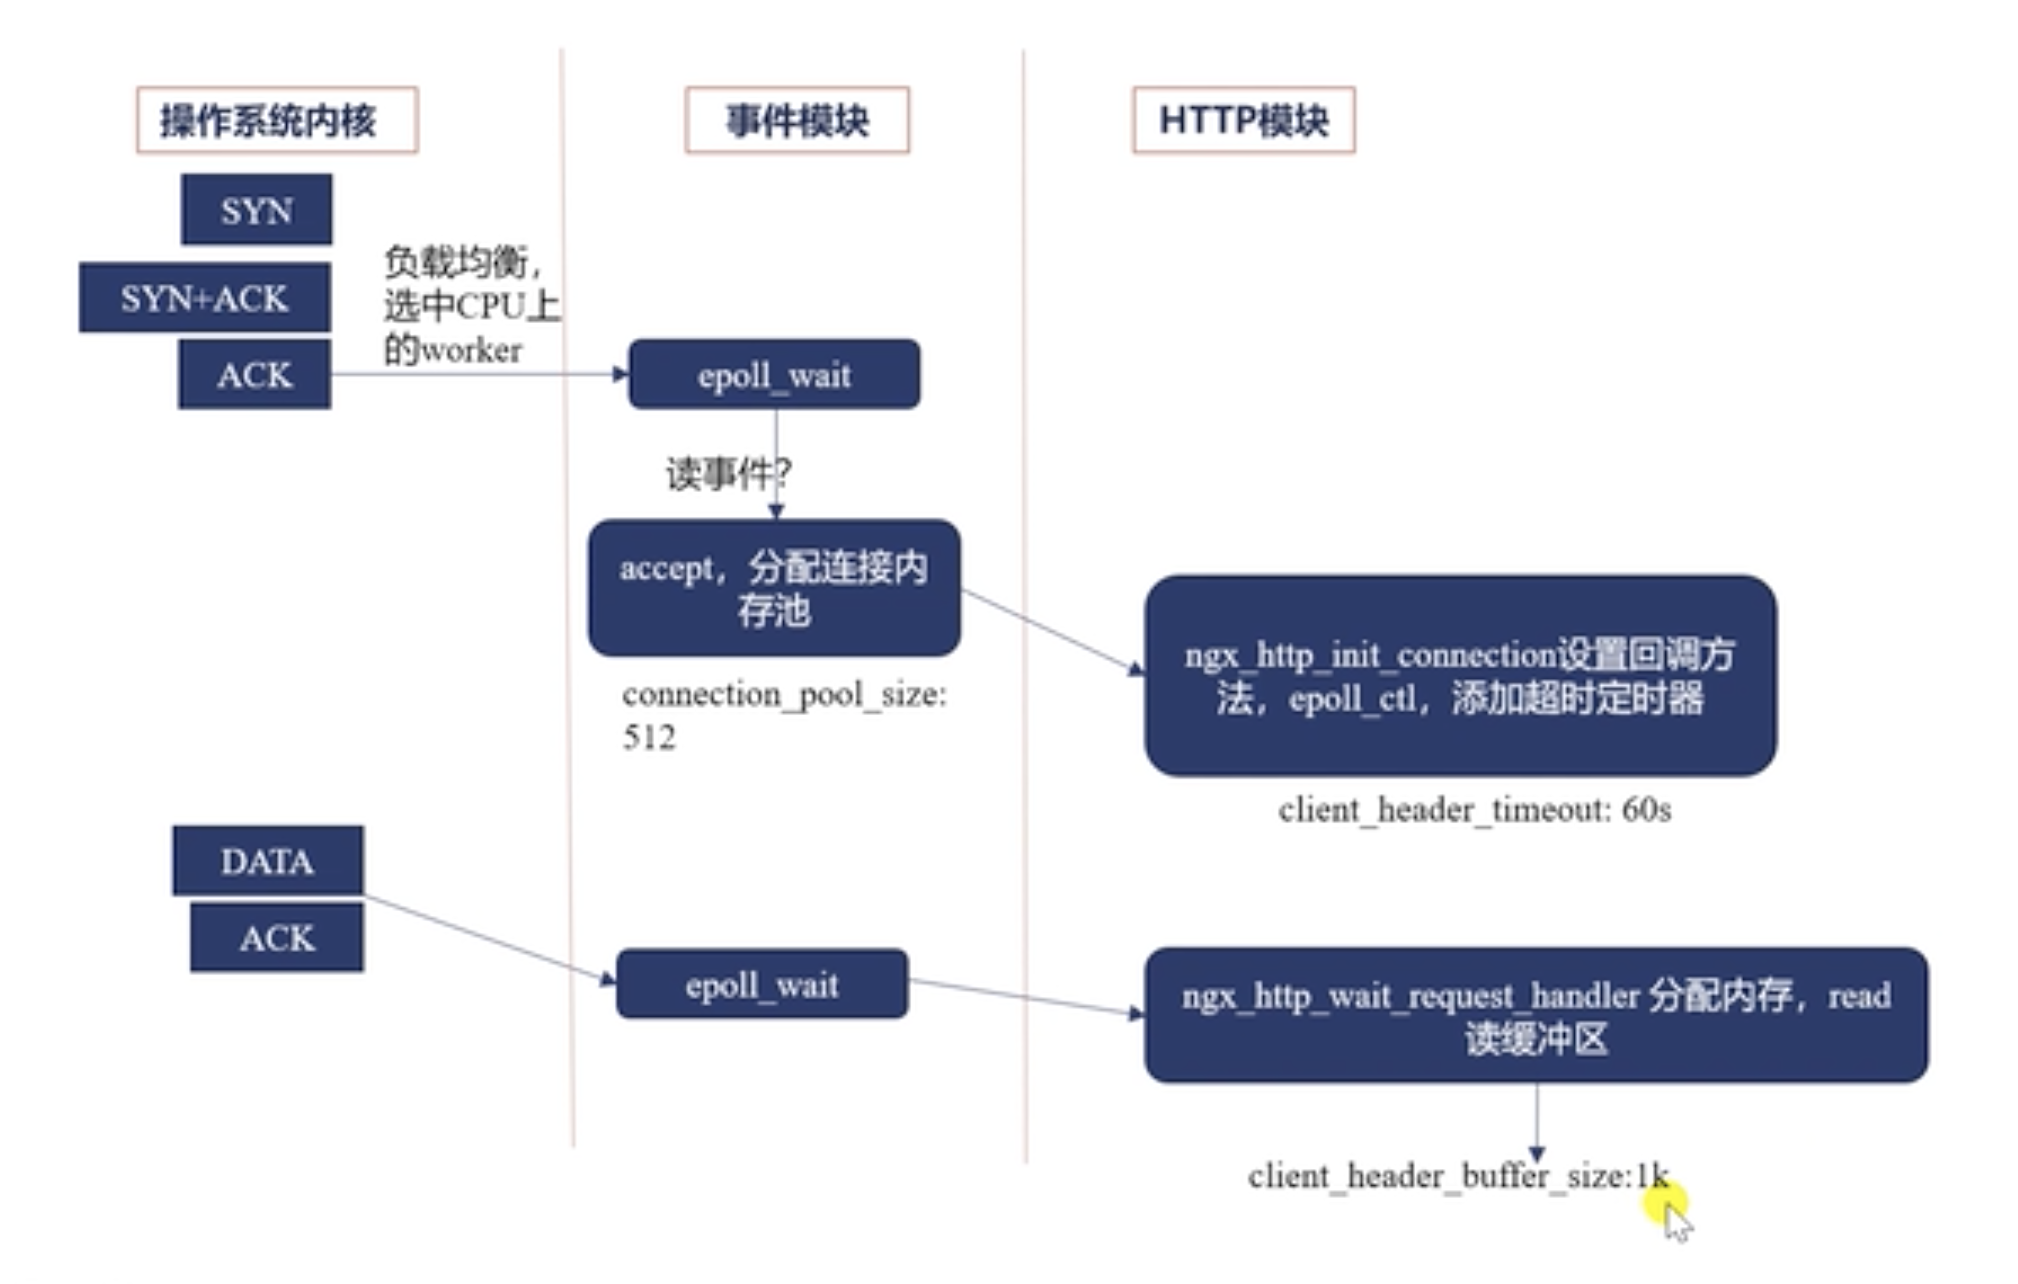 操作系统内核
事件模块
HTTP模块
SYN
SYN+ACK
ACK
负载均衡，
选中CPU上
的worker
epoll_wait
读事件?
accept，分配连接内
存池
connection_pool_size:
512
ngx_http_init_connection设置回调方
法，epoll_ctl，添加超时定时器
client_header_timeout: 60s
DATA
ACK
epoll_wait
ngx_http_wait_request_handler 分配内存，read
读缓冲区
client_header_buffer_size:1k